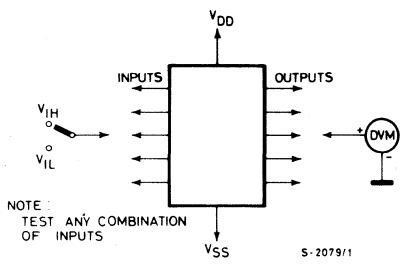 VDD
INPUTS
OUTPUTS
VIH
VIL
+
DVM
-
NOTE :
TEST ANY COMBINATION
OF INPUTS
VSS
S-2079/1